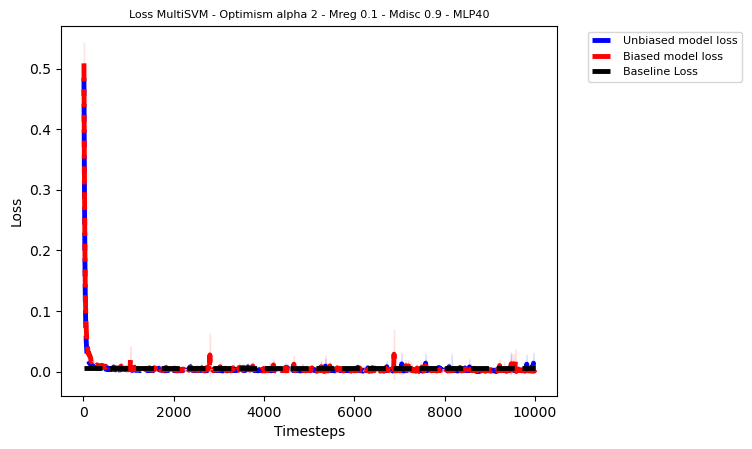 Loss MultiSVM - Optimism alpha 2 - Mreg 0.1 - Mdisc 0.9 - MLP40
Unbiased model loss
Biased model loss
Baseline Loss
0.5
0.4
0.3
0.2
0.1
0.0
Loss
0 2000 4000 6000 8000 10000
Timesteps